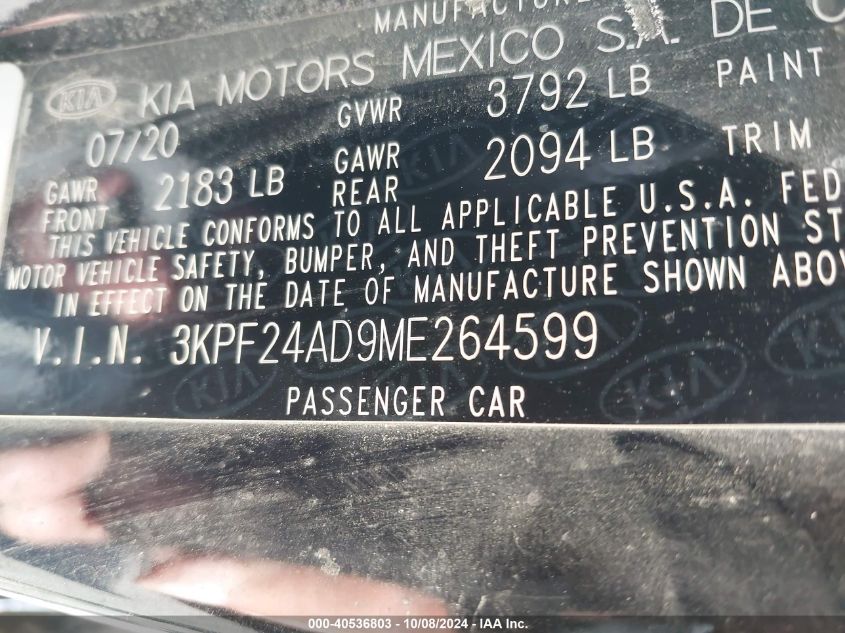 MANUFACTURE
KIA KIA MOTORS MEXICO S.A. DE C
07/20 GVWR 3792 LB PAINT
GAWR FRONT 2183 LB GAWR REAR 2094 LB TRIM
THIS VEHICLE CONFORMS TO ALL APPLICABLE U.S.A. FED
MOTOR VEHICLE SAFETY, BUMPER, AND THEFT PREVENTION ST
IN EFFECT ON THE DATE OF MANUFACTURE SHOWN ABOV
V.I.N. 3KPF24AD9ME264599
PASSENGER CAR
000-40536803 - 10/08/2024 - IAA Inc.